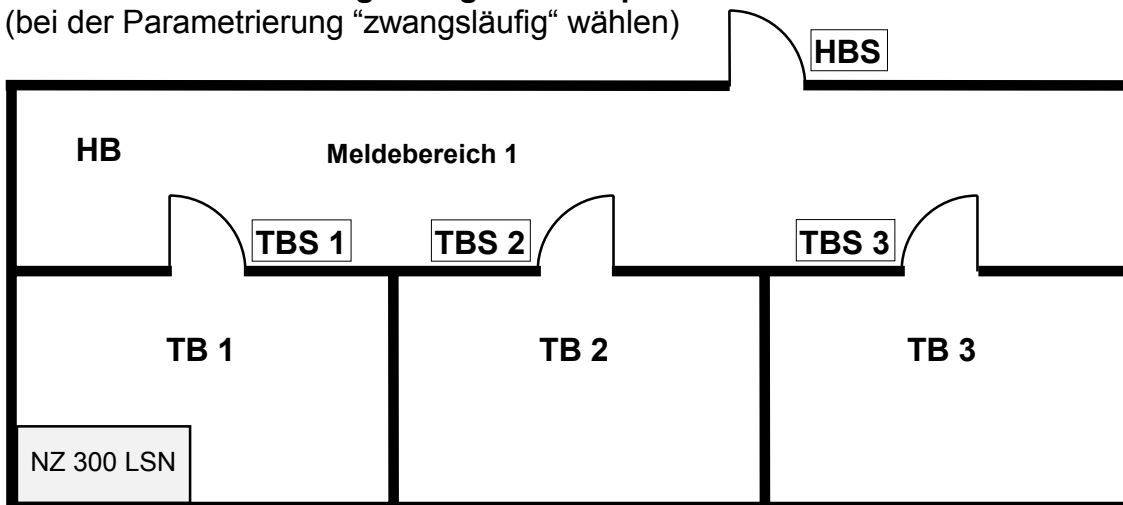 (bei der Parametrierung “zwangsläufig“ wählen)
HBS
HB
Meldebereich 1
TBS 1
TBS 2
TBS 3
TB 1
TB 2
TB 3
NZ 300 LSN